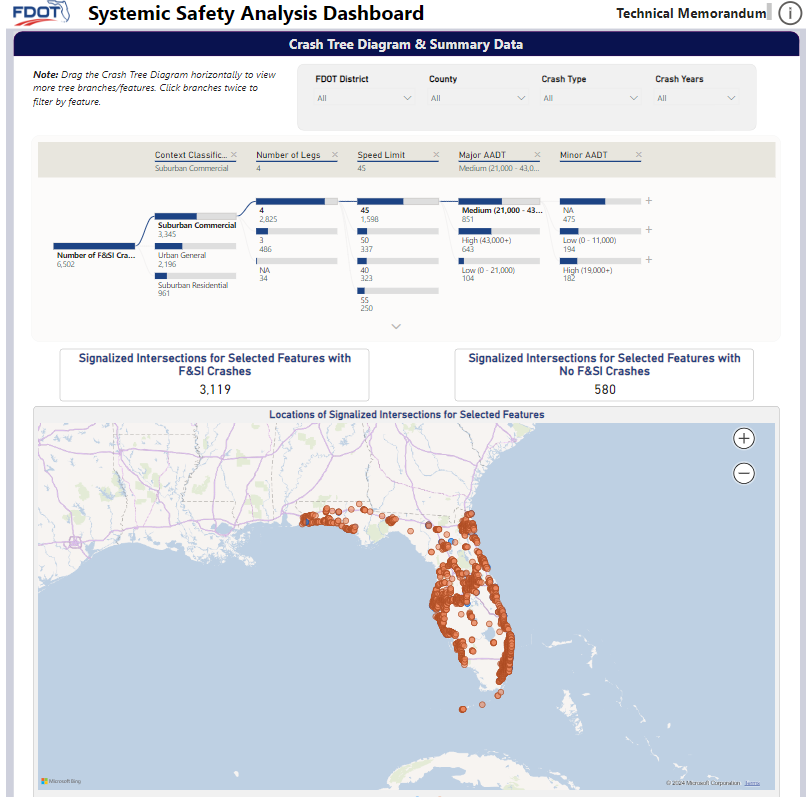 FDOT
Systemic Safety Analysis Dashboard
Technical Memorandum
i
Crash Tree Diagram & Summary Data
Note: Drag the Crash Tree Diagram horizontally to view
more tree branches/features. Click branches twice to
filter by feature.
FDOT District
County
Crash Type
Crash Years
All
All
All
All
Context Classific...
Number of Legs
Speed Limit
Major AADT
Minor AADT
Suburban Commercial
4
45
Medium (21,000 - 43,0...
Number of F&SI Cra...
6,502
Suburban Commercial
3,345
Urban General
2,196
Suburban Residential
961
4
2,825
3
486
NA
34
45
1,598
50
337
40
323
55
250
Medium (21,000 - 43...
851
High (43,000+)
643
Low (0 - 21,000)
104
NA
475
Low (0 - 11,000)
194
High (19,000+)
182
Signalized Intersections for Selected Features with
F&SI Crashes
3,119
Signalized Intersections for Selected Features with
No F&SI Crashes
580
Locations of Signalized Intersections for Selected Features
Microsoft Bing
© 2024 Microsoft Corporation Terms